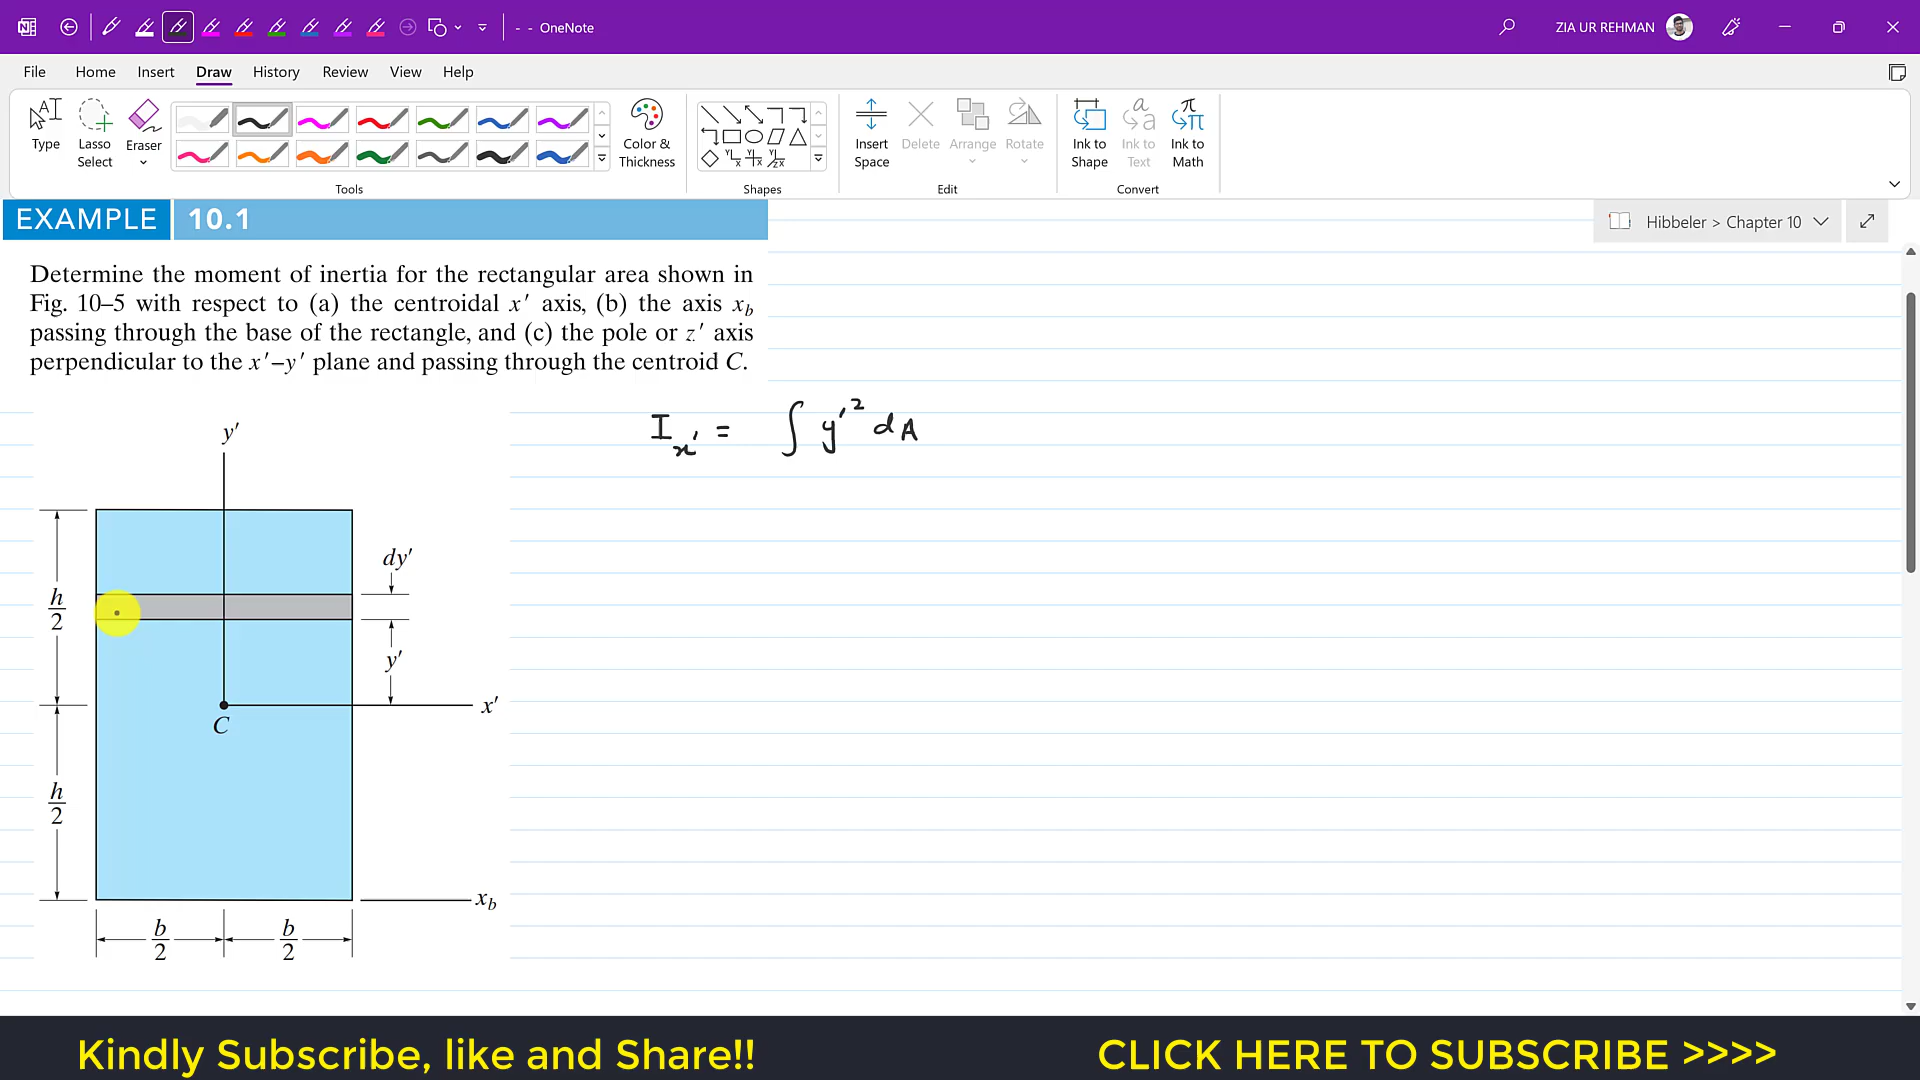 - - OneNote
ZIA UR REHMAN
File Home Insert Draw History Review View Help
Type
Lasso Select
Eraser
Color & Thickness
Insert Space
Delete
Arrange
Rotate
Ink to Shape
Ink to Text
Ink to Math
Tools
Shapes
Edit
Convert
EXAMPLE 10.1
Hibbeler > Chapter 10
Determine the moment of inertia for the rectangular area shown in
Fig. 10–5 with respect to (a) the centroidal x′ axis, (b) the axis x_b
passing through the base of the rectangle, and (c) the pole or z′ axis
perpendicular to the x′–y′ plane and passing through the centroid C.
I_x′ = ∫ y′² dA
y′
dy′
h/2
y′
x′
C
h/2
x_b
b/2 b/2
Kindly Subscribe, like and Share!!
CLICK HERE TO SUBSCRIBE >>>>